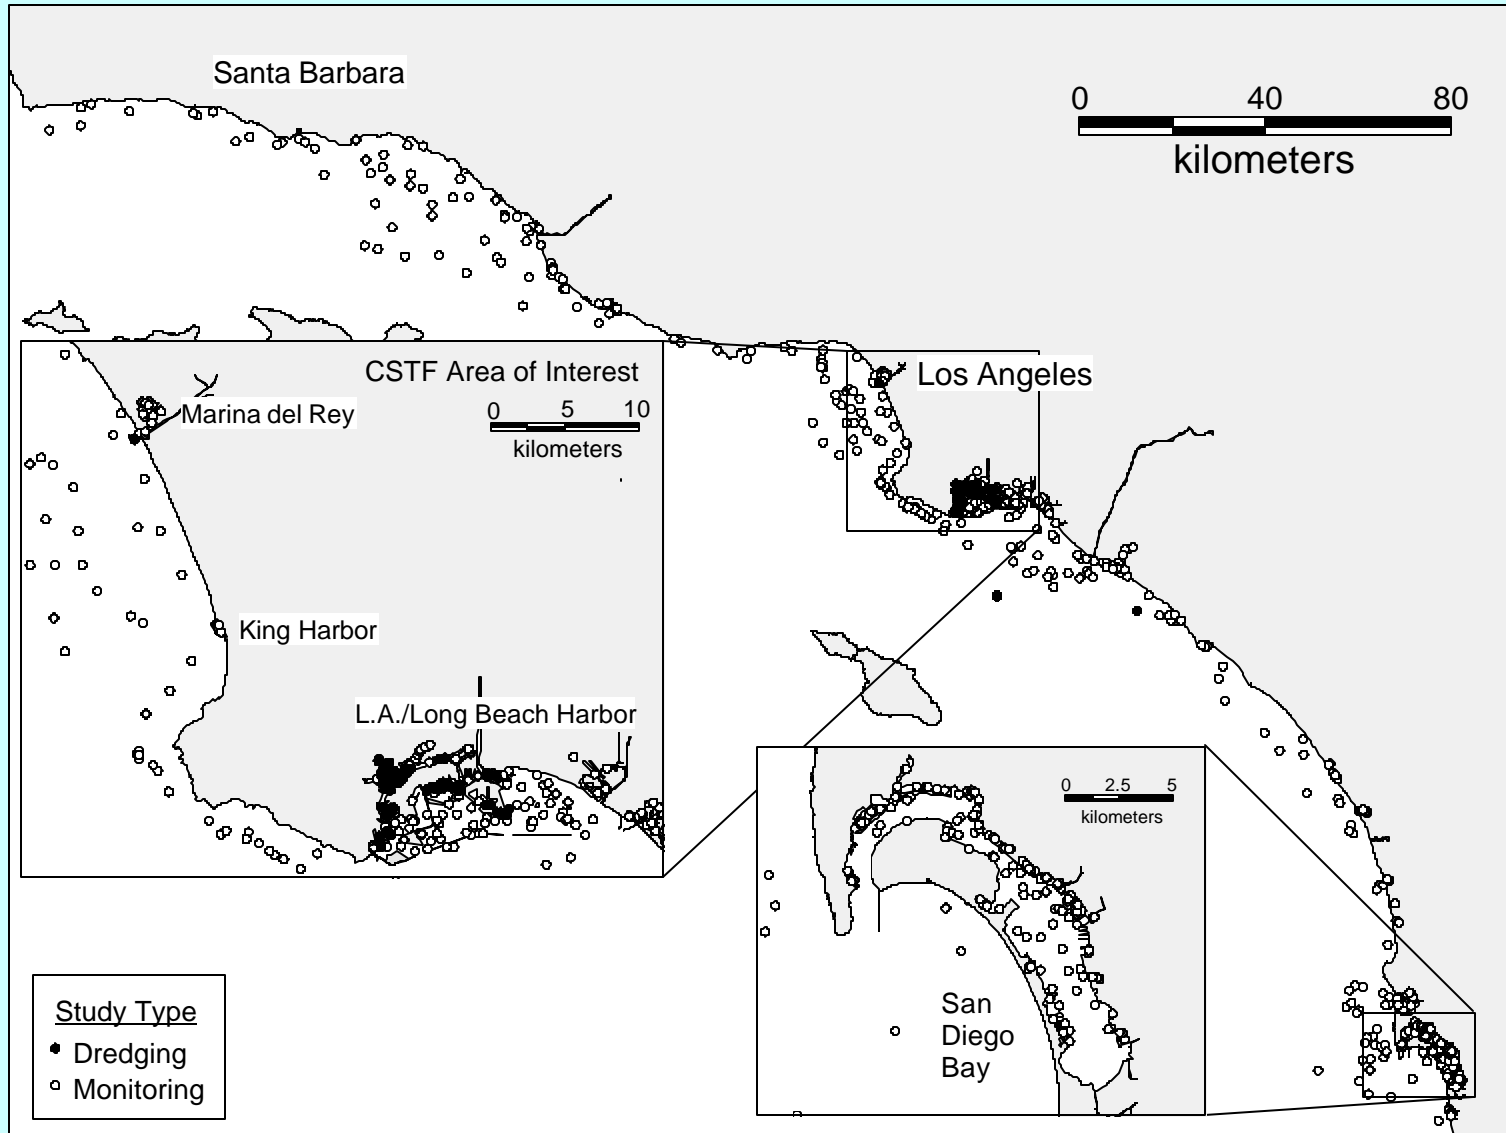 Santa Barbara
0 40 80
kilometers
Los Angeles
CSTF Area of Interest
0 5 10
kilometers
Marina del Rey
King Harbor
L.A./Long Beach Harbor
0 2.5 5
kilometers
San
Diego
Bay
Study Type
Dredging
Monitoring